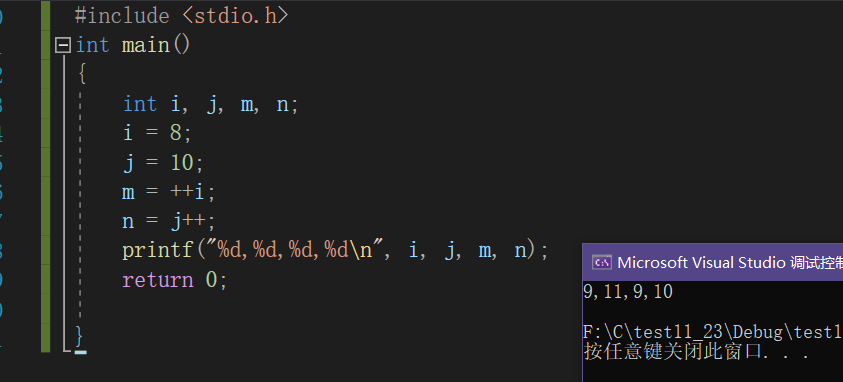 #include <stdio.h>
int main()
{
int i, j, m, n;
i = 8;
j = 10;
m = ++i;
n = j++;
printf("%d,%d,%d,%d\n", i, j, m, n);
return 0;
}
Microsoft Visual Studio 调试控
9,11,9,10
F:\C\test11_23\Debug\test1
按任意键关闭此窗口. . .